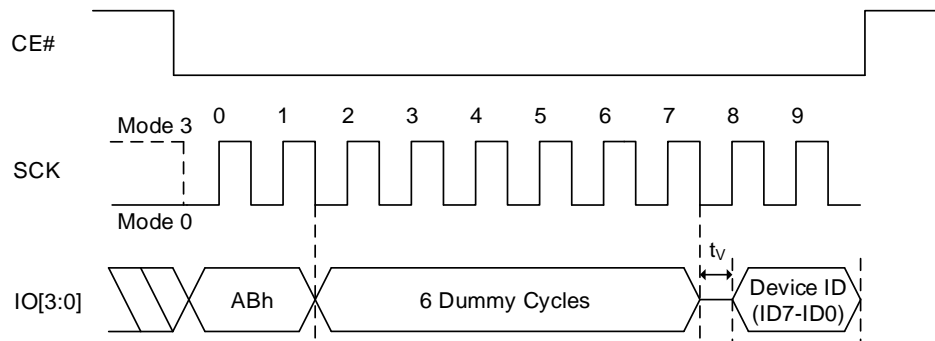 CE#
0 1 2 3 4 5 6 7 8 9
Mode 3
SCK
Mode 0
tV
IO[3:0]
ABh
6 Dummy Cycles
Device ID
(ID7-ID0)